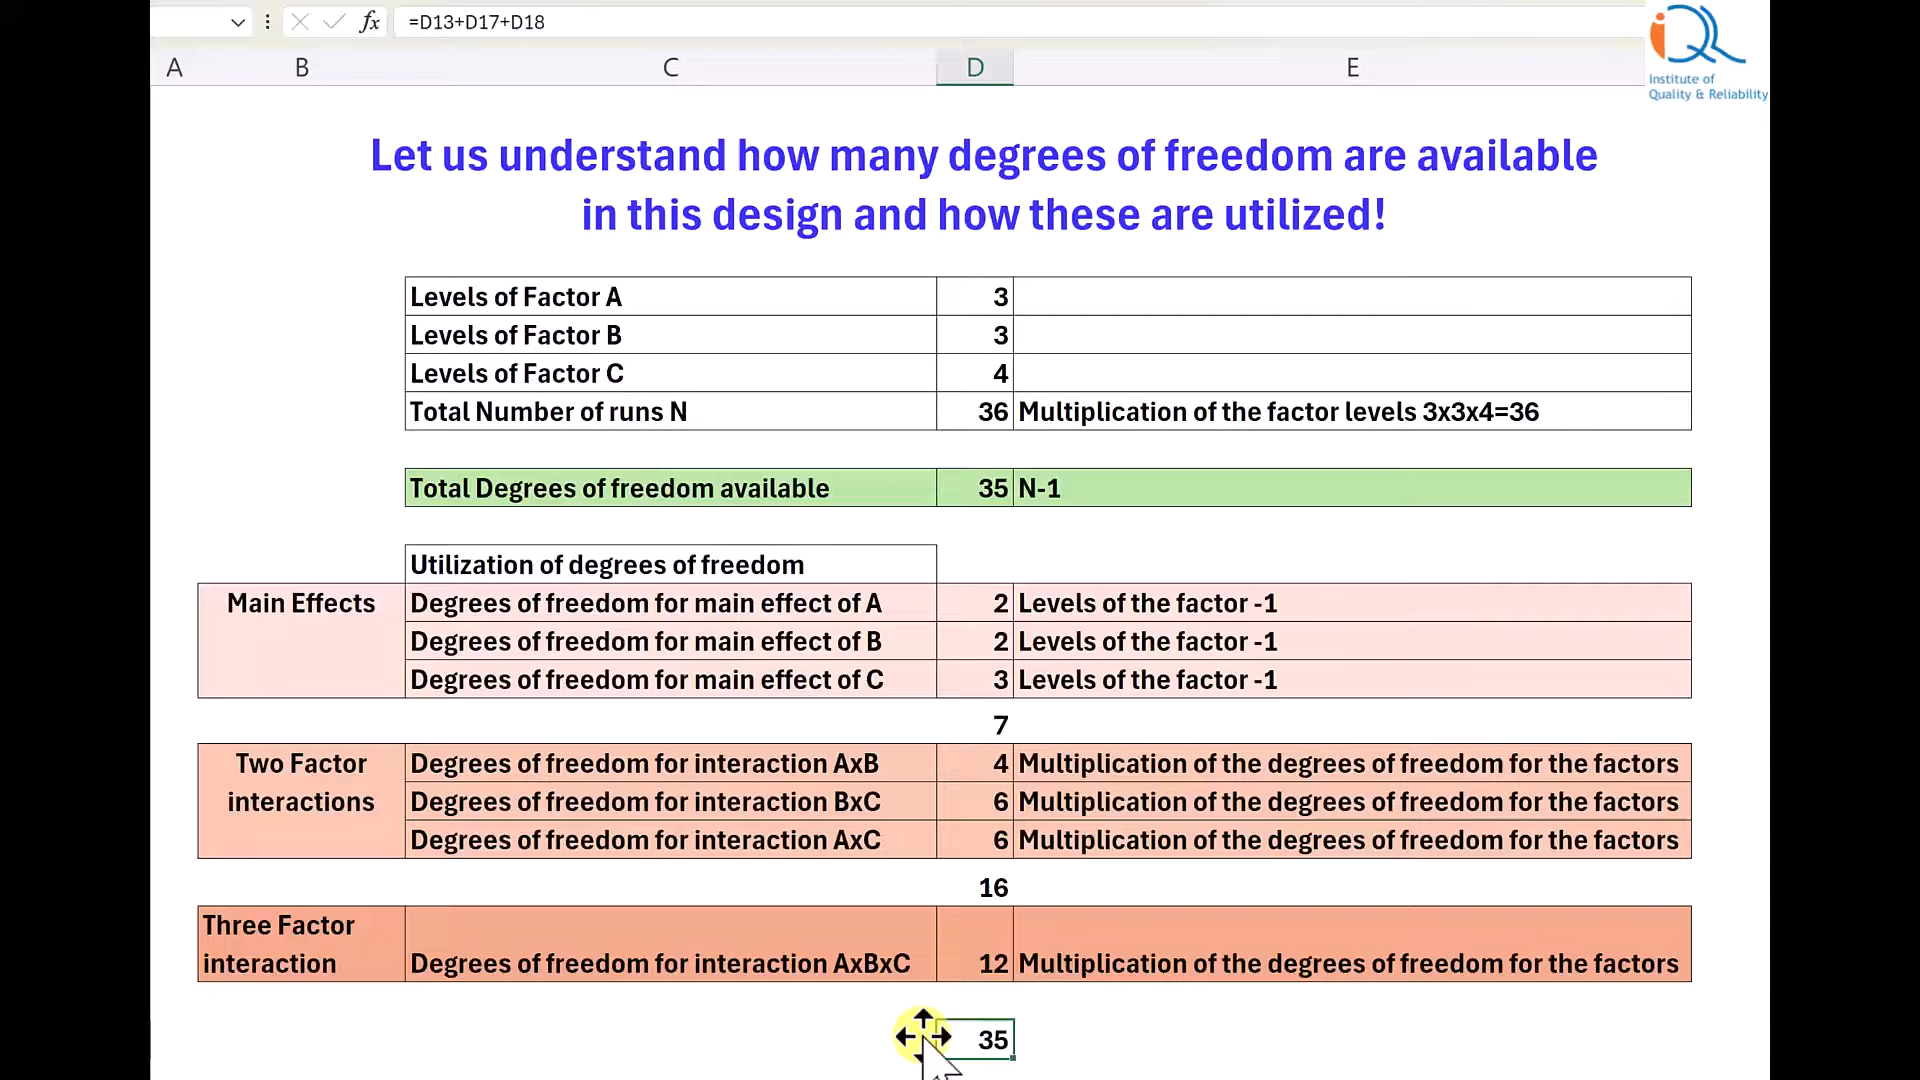 fx =D13+D17+D18
A B C D E
Institute of
Quality & Reliability
Let us understand how many degrees of freedom are available
in this design and how these are utilized!
Levels of Factor A 3
Levels of Factor B 3
Levels of Factor C 4
Total Number of runs N 36 Multiplication of the factor levels 3x3x4=36
Total Degrees of freedom available 35 N-1
Utilization of degrees of freedom
Main Effects Degrees of freedom for main effect of A 2 Levels of the factor -1
Degrees of freedom for main effect of B 2 Levels of the factor -1
Degrees of freedom for main effect of C 3 Levels of the factor -1
7
Two Factor Degrees of freedom for interaction AxB 4 Multiplication of the degrees of freedom for the factors
interactions Degrees of freedom for interaction BxC 6 Multiplication of the degrees of freedom for the factors
Degrees of freedom for interaction AxC 6 Multiplication of the degrees of freedom for the factors
16
Three Factor
interaction Degrees of freedom for interaction AxBxC 12 Multiplication of the degrees of freedom for the factors
35